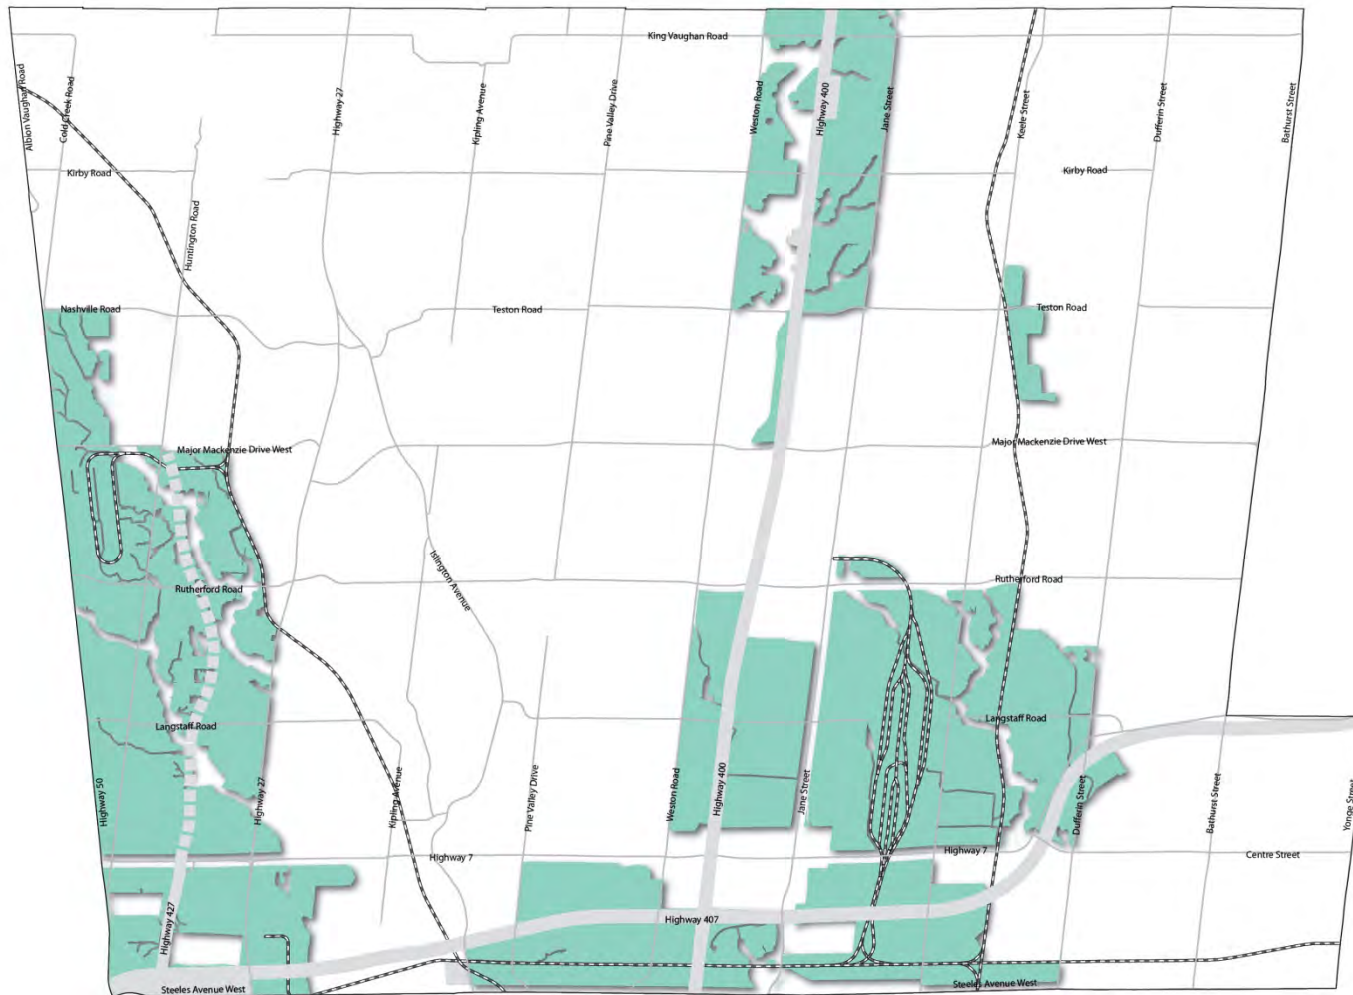 King Vaughan Road
Albion Vaughan Road
Cold Creek Road
Highway 27
Kipling Avenue
Pine Valley Drive
Weston Road
Highway 400
Jane Street
Keele Street
Dufferin Street
Bathurst Street
Kirby Road
Kirby Road
Huntington Road
Nashville Road
Teston Road
Teston Road
Major Mackenzie Drive West
Major Mackenzie Drive West
Islington Avenue
Rutherford Road
Rutherford Road
Langstaff Road
Langstaff Road
Highway 50
Highway 27
Kipling Avenue
Pine Valley Drive
Weston Road
Highway 400
Jane Street
Dufferin Street
Bathurst Street
Yonge Street
Highway 7
Highway 7
Centre Street
Highway 427
Highway 407
Steeles Avenue West
Steeles Avenue West